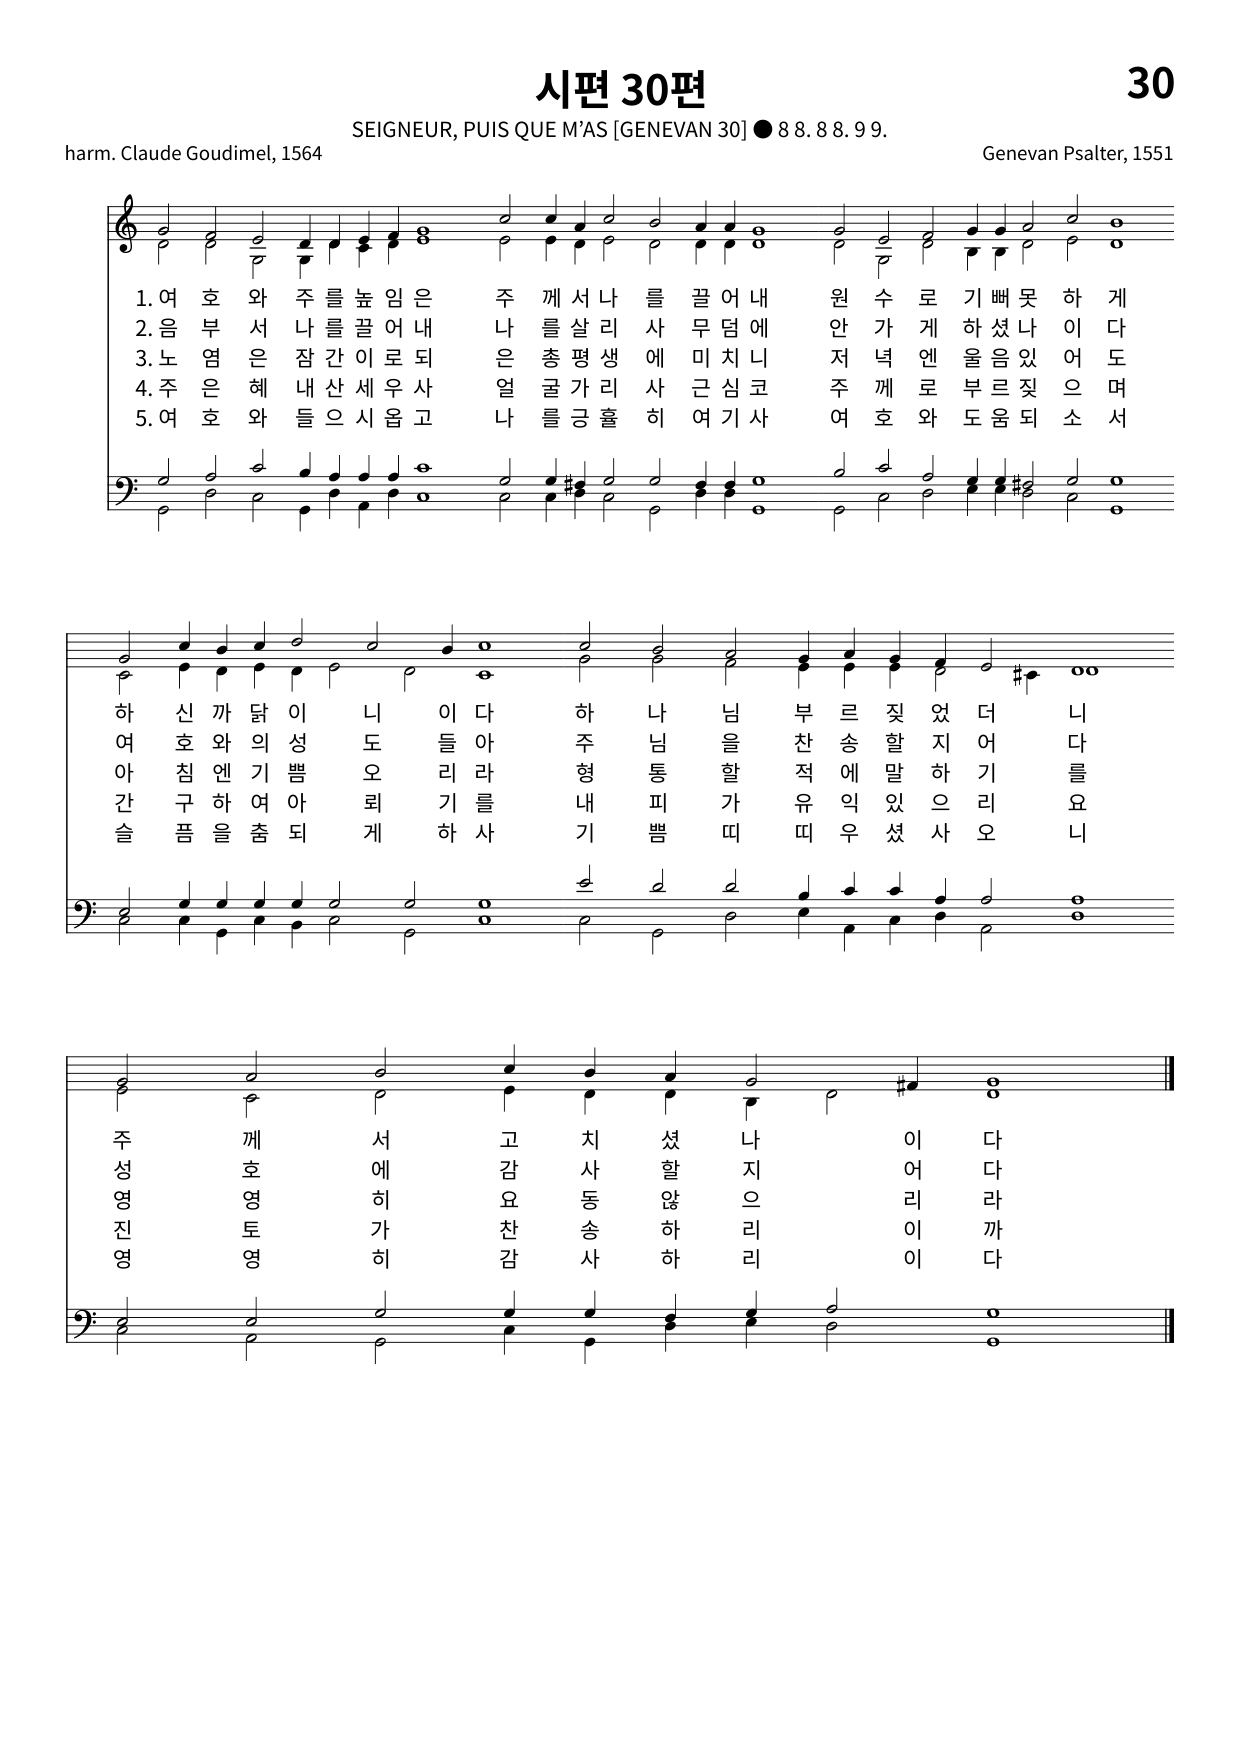 시편 30편
30
SEIGNEUR, PUIS QUE M’AS [GENEVAN 30] ● 8 8. 8 8. 9 9.
harm. Claude Goudimel, 1564
Genevan Psalter, 1551
1. 여 호 와 주 를 높 임 은 주 께 서 나 를 끌 어 내 원 수 로 기 뻐 못 하 게
2. 음 부 서 나 를 끌 어 내 나 를 살 리 사 무 덤 에 안 가 게 하 셨 나 이 다
3. 노 염 은 잠 간 이 로 되 은 총 평 생 에 미 치 니 저 녁 엔 울 음 있 어 도
4. 주 은 혜 내 산 세 우 사 얼 굴 가 리 사 근 심 코 주 께 로 부 르 짖 으 며
5. 여 호 와 들 으 시 옵 고 나 를 긍 휼 히 여 기 사 여 호 와 도 움 되 소 서
하 신 까 닭 이 니 이 다 하 나 님 부 르 짖 었 더 니
여 호 와 의 성 도 들 아 주 님 을 찬 송 할 지 어 다
아 침 엔 기 쁨 오 리 라 형 통 할 적 에 말 하 기 를
간 구 하 여 아 뢰 기 를 내 피 가 유 익 있 으 리 요
슬 픔 을 춤 되 게 하 사 기 쁨 띠 띠 우 셨 사 오 니
주 께 서 고 치 셨 나 이 다
성 호 에 감 사 할 지 어 다
영 영 히 요 동 않 으 리 라
진 토 가 찬 송 하 리 이 까
영 영 히 감 사 하 리 이 다